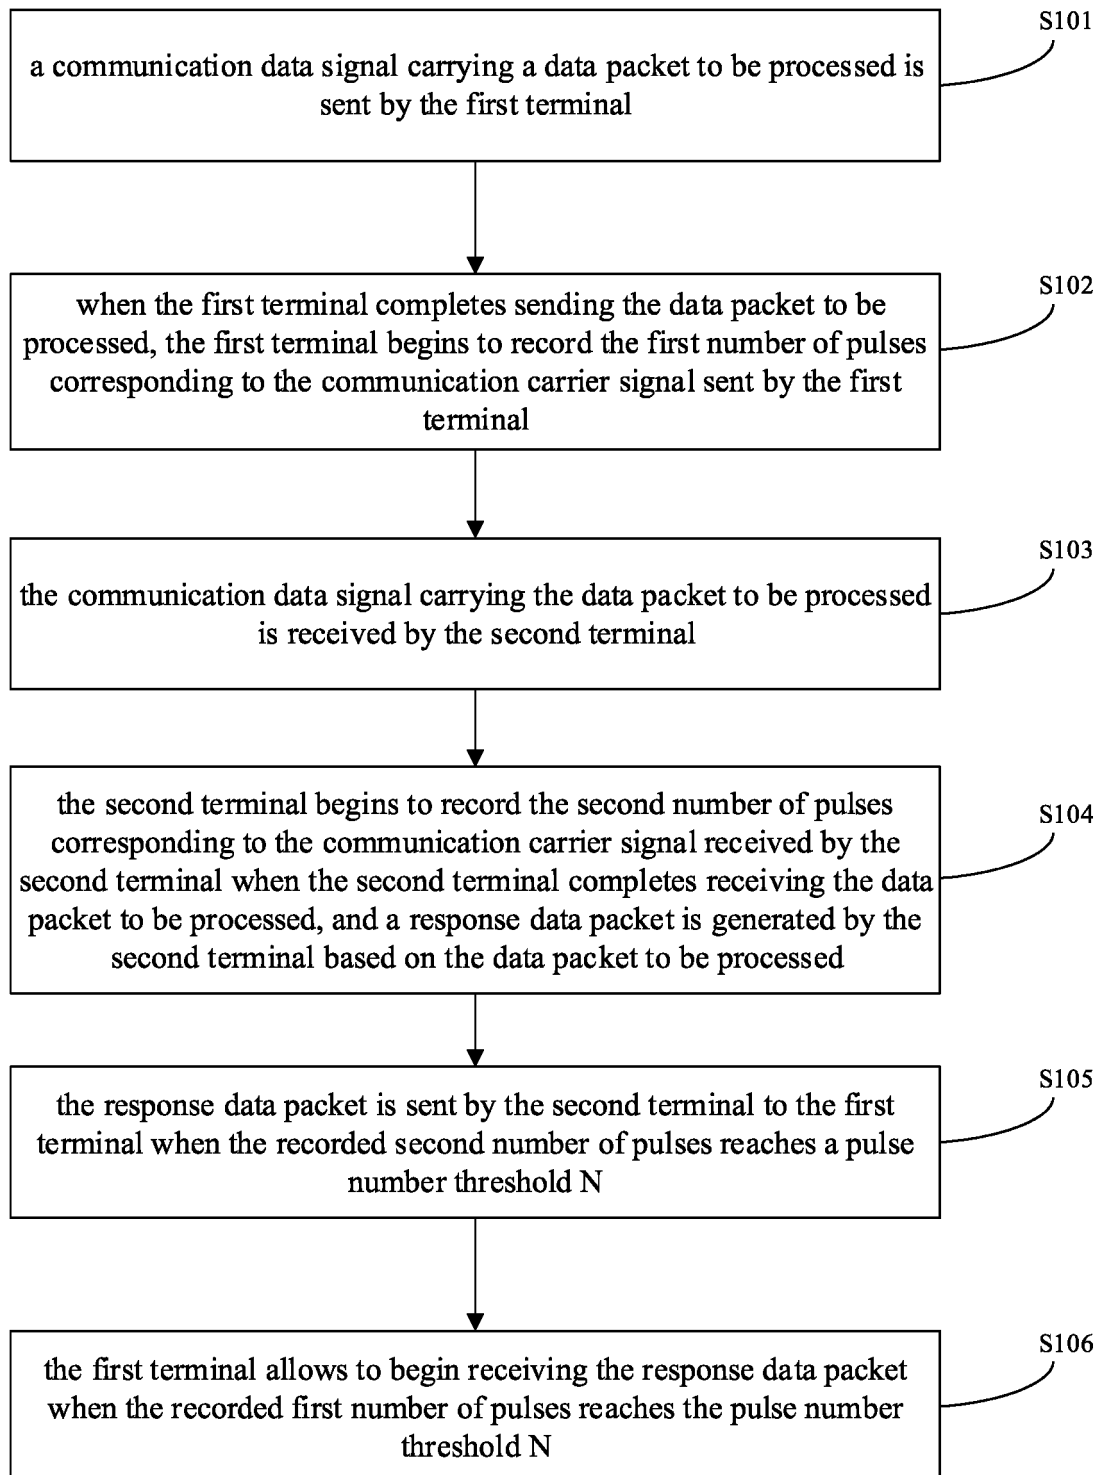 S101
a communication data signal carrying a data packet to be processed is
sent by the first terminal
S102
when the first terminal completes sending the data packet to be
processed, the first terminal begins to record the first number of pulses
corresponding to the communication carrier signal sent by the first
terminal
S103
the communication data signal carrying the data packet to be processed
is received by the second terminal
S104
the second terminal begins to record the second number of pulses
corresponding to the communication carrier signal received by the
second terminal when the second terminal completes receiving the data
packet to be processed, and a response data packet is generated by the
second terminal based on the data packet to be processed
S105
the response data packet is sent by the second terminal to the first
terminal when the recorded second number of pulses reaches a pulse
number threshold N
S106
the first terminal allows to begin receiving the response data packet
when the recorded first number of pulses reaches the pulse number
threshold N